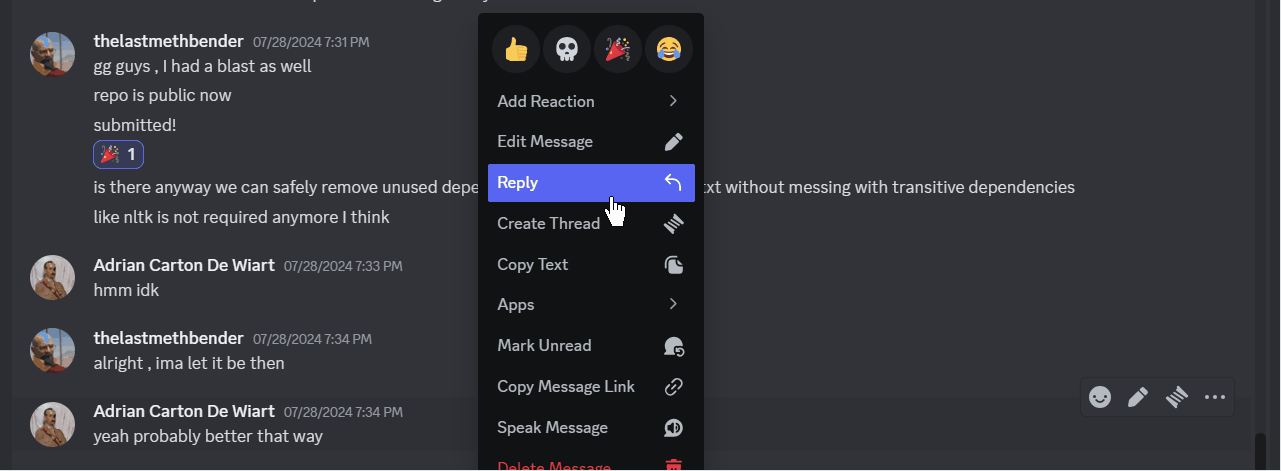 thelastmethbender 07/28/2024 7:31 PM
gg guys , I had a blast as well
repo is public now
submitted!
1
is there anyway we can safely remove unused depe
txt without messing with transitive dependencies
like nltk is not required anymore I think
Adrian Carton De Wiart 07/28/2024 7:33 PM
hmm idk
thelastmethbender 07/28/2024 7:34 PM
alright , ima let it be then
Adrian Carton De Wiart 07/28/2024 7:34 PM
yeah probably better that way
Add Reaction
Edit Message
Reply
Create Thread
Copy Text
Apps
Mark Unread
Copy Message Link
Speak Message
Delete Message